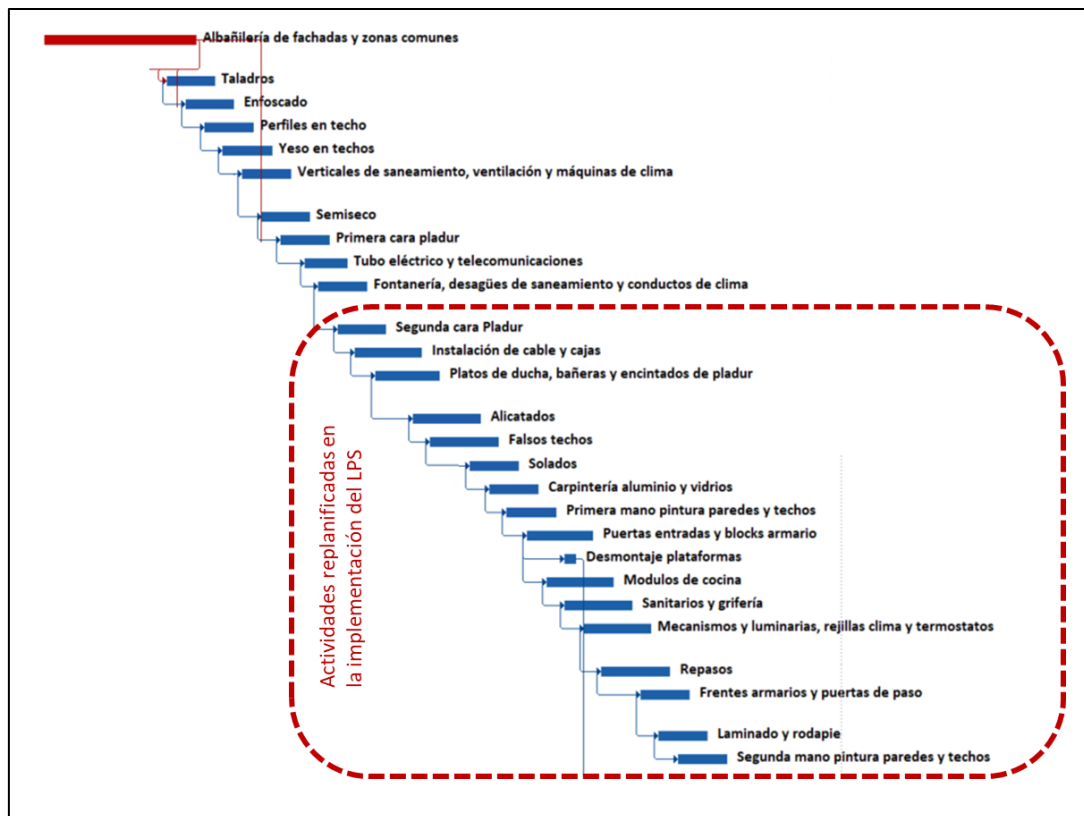 Albañilería de fachadas y zonas comunes
Taladros
Enfoscado
Perfiles en techo
Yeso en techos
Verticales de saneamiento, ventilación y máquinas de clima
Semiseco
Primera cara pladur
Tubo eléctrico y telecomunicaciones
Fontanería, desagües de saneamiento y conductos de clima
Segunda cara Pladur
Instalación de cable y cajas
Platos de ducha, bañeras y encintados de pladur
Alicatados
Falsos techos
Solados
Carpintería aluminio y vidrios
Primera mano pintura paredes y techos
Puertas entradas y blocks armario
Desmontaje plataformas
Modulos de cocina
Sanitarios y grifería
Mecanismos y luminarias, rejillas clima y termostatos
Repasos
Frentes armarios y puertas de paso
Laminado y rodapie
Segunda mano pintura paredes y techos
Actividades replanificadas en
la implementación del LPS